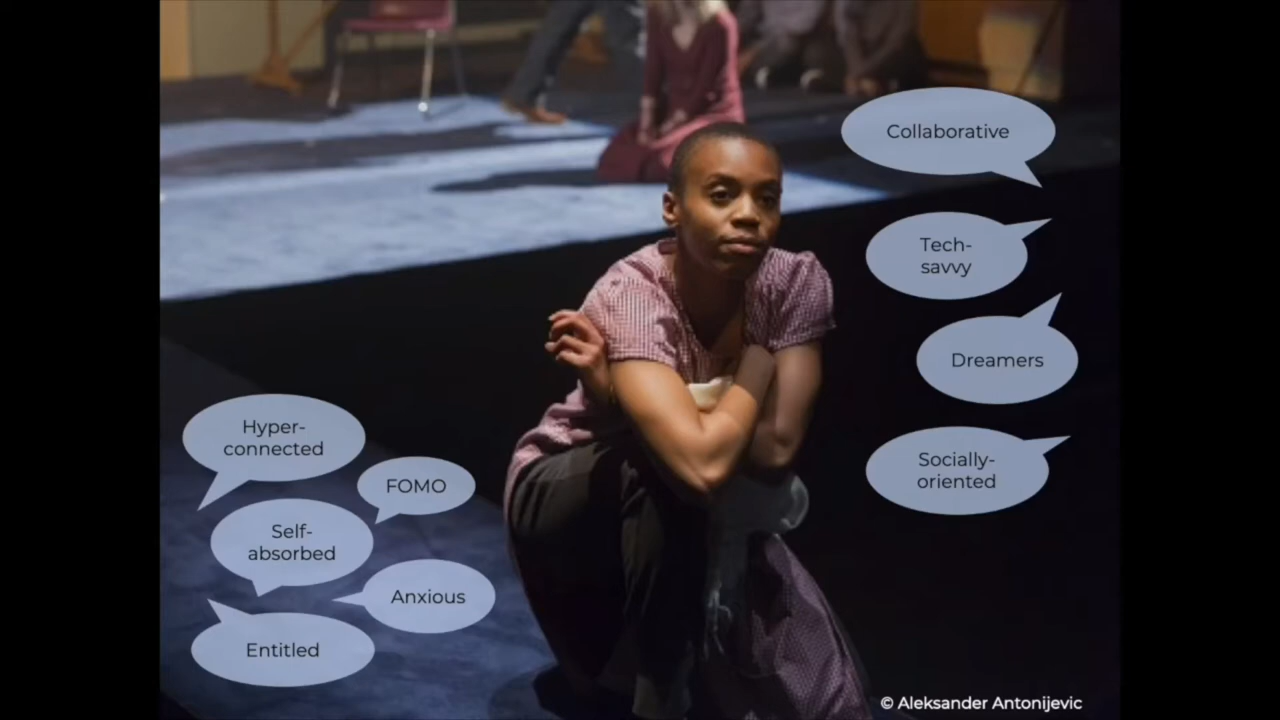 Collaborative
Tech-
savvy
Dreamers
Socially-
oriented
Hyper-
connected
FOMO
Self-
absorbed
Anxious
Entitled
© Aleksander Antonijevic